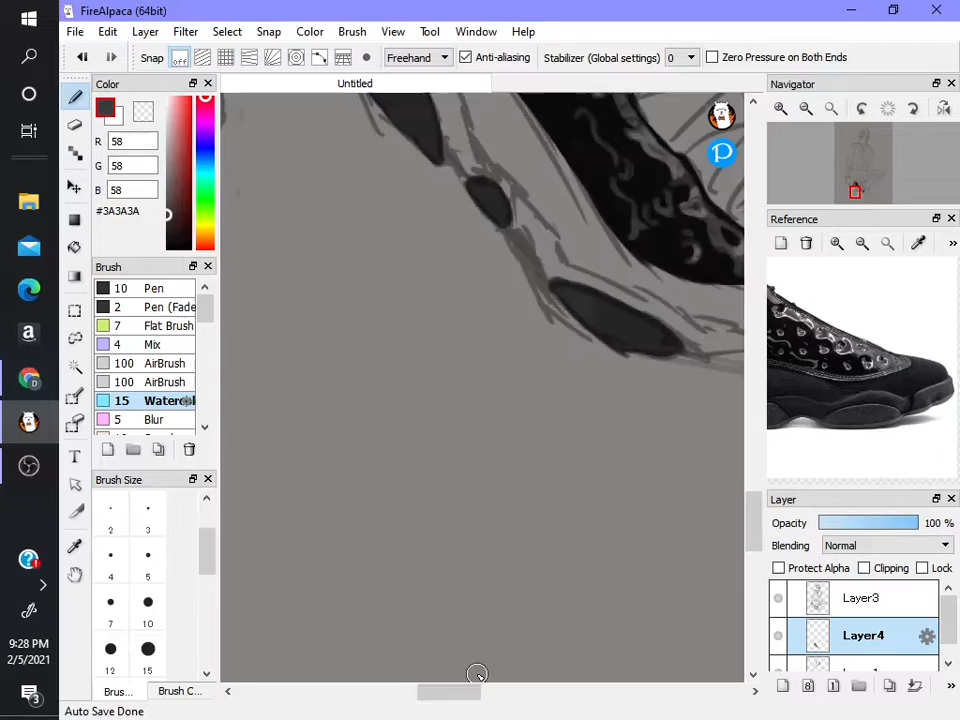 FireAlpaca (64bit)
File Edit Layer Filter Select Snap Color Brush View Tool Window Help
Snap off Freehand Anti-aliasing Stabilizer (Global settings) 0 Zero Pressure on Both Ends
Color
Untitled
Navigator
R 58
G 58
B 58
#3A3A3A
Reference
Brush
10 Pen
2 Pen (Fade
7 Flat Brush
4 Mix
100 AirBrush
100 AirBrush
15 Waterc
5 Blur
Brush Size
2 3
4 5
7 10
12 15
Brus... Brush C...
Layer
Opacity 100 %
Blending Normal
Protect Alpha Clipping Lock
Layer3
Layer4
9:28 PM
2/5/2021
3
Auto Save Done